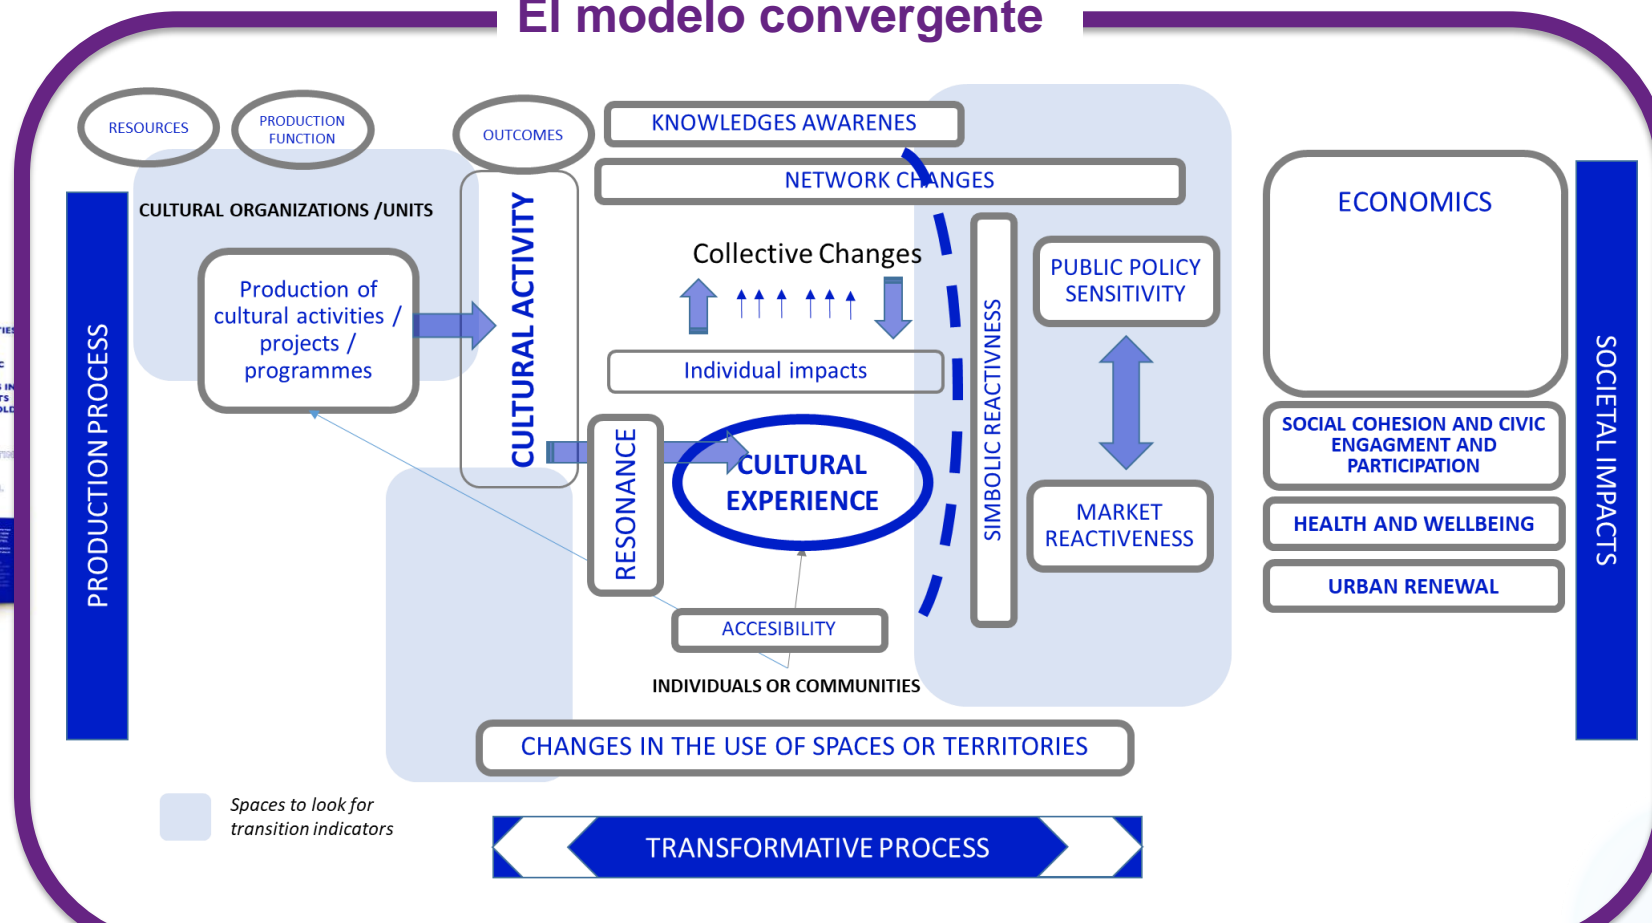 El modelo convergente
RESOURCES
PRODUCTION
FUNCTION
OUTCOMES
KNOWLEDGES AWARENES
NETWORK CHANGES
CULTURAL ORGANIZATIONS /UNITS
Production of
cultural activities /
projects /
programmes
PRODUCTION PROCESS
CULTURAL ACTIVITY
Collective Changes
Individual impacts
RESONANCE
CULTURAL
EXPERIENCE
ACCESIBILITY
INDIVIDUALS OR COMMUNITIES
SIMBOLIC REACTIVNESS
PUBLIC POLICY
SENSITIVITY
MARKET
REACTIVENESS
ECONOMICS
SOCIAL COHESION AND CIVIC
ENGAGMENT AND
PARTICIPATION
HEALTH AND WELLBEING
URBAN RENEWAL
SOCIETAL IMPACTS
CHANGES IN THE USE OF SPACES OR TERRITORIES
Spaces to look for
transition indicators
TRANSFORMATIVE PROCESS